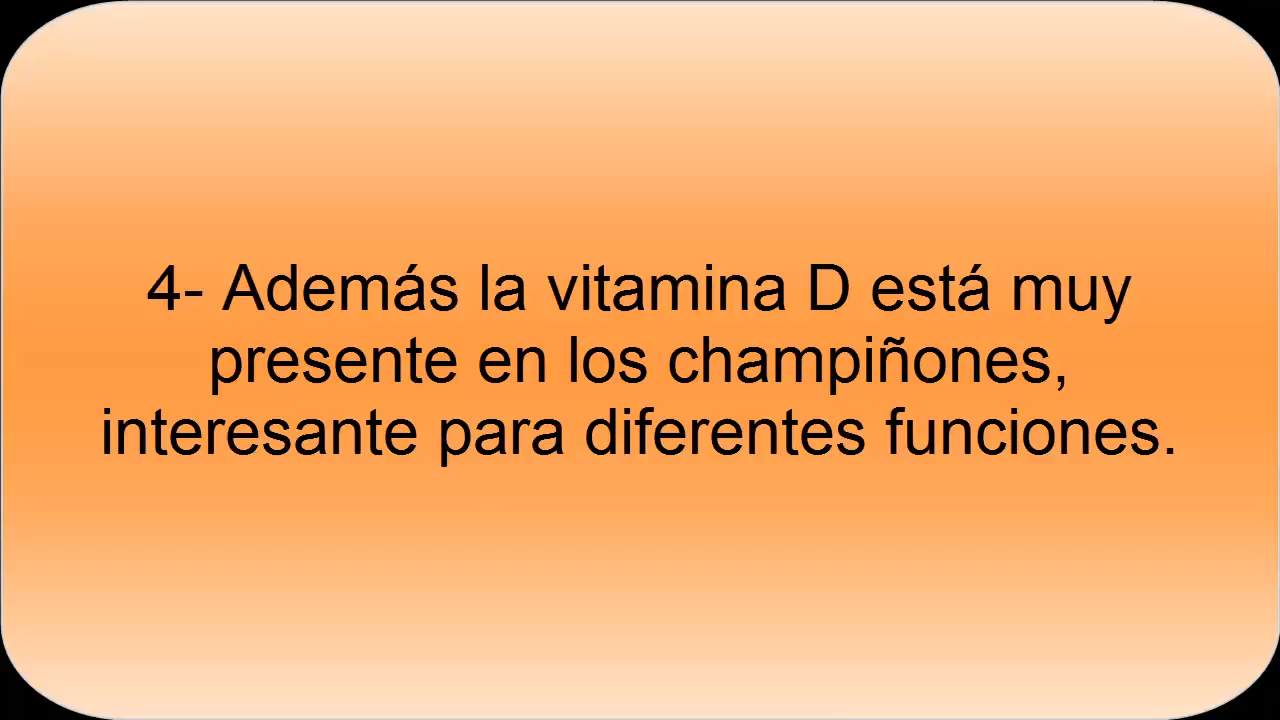 4- Además la vitamina D está muy
presente en los champiñones,
interesante para diferentes funciones.